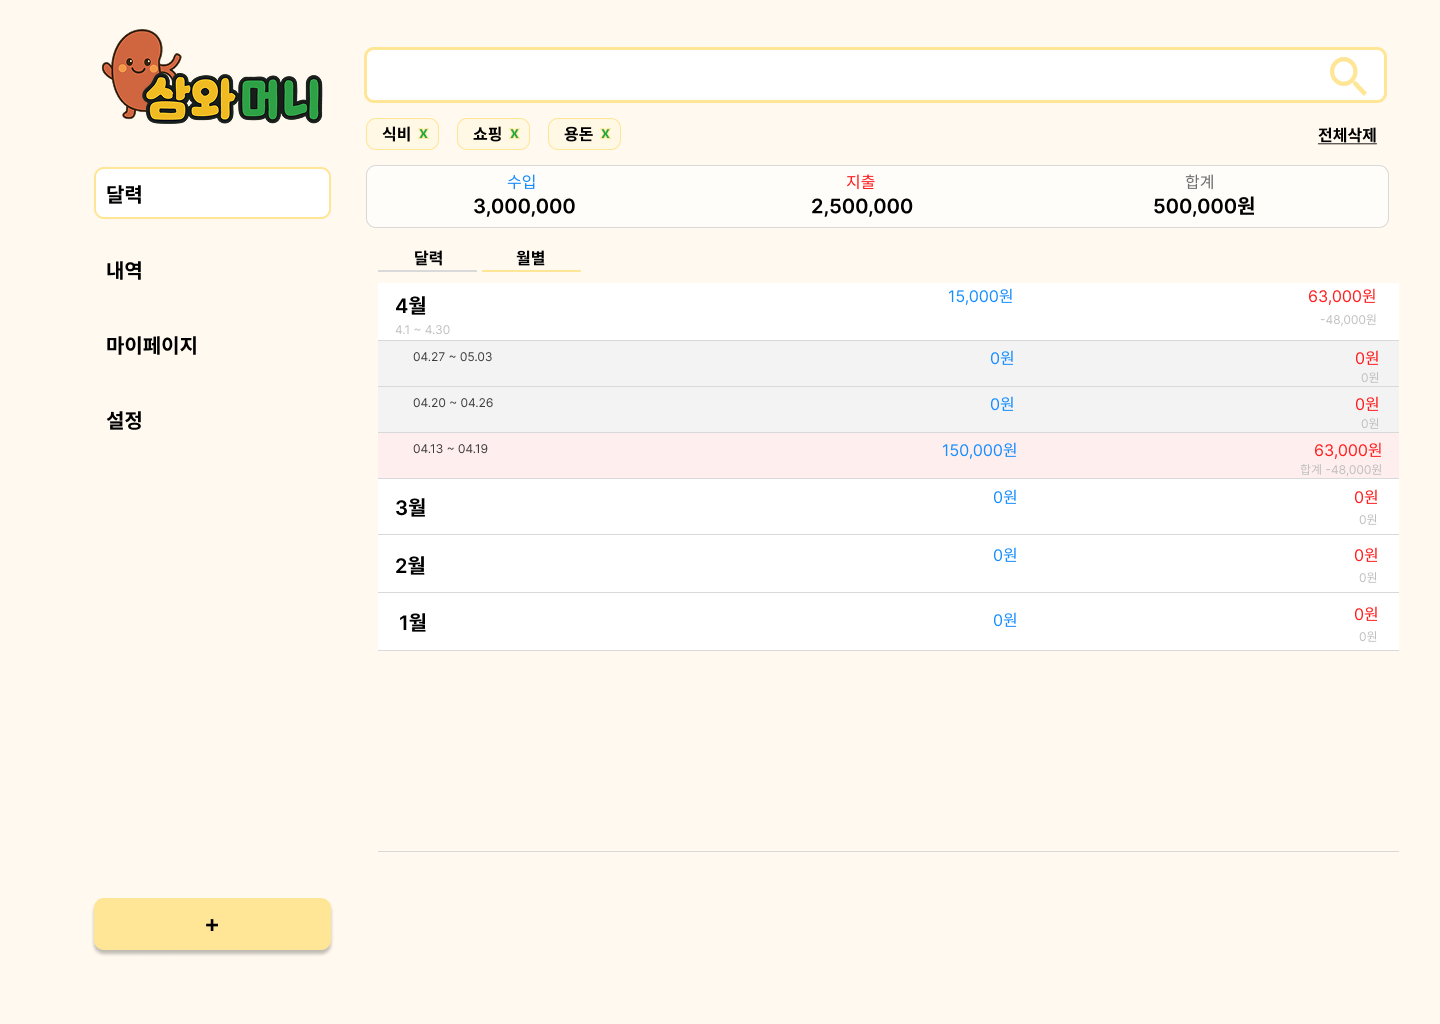 삼와머니
식비 x 쇼핑 x 용돈 x 전체삭제
수입 지출 합계
3,000,000 2,500,000 500,000원
달력
내역
마이페이지
설정
+
달력 월별
4월 15,000원 63,000원
4.1 ~ 4.30 -48,000원
04.27 ~ 05.03 0원 0원
0원
04.20 ~ 04.26 0원 0원
0원
04.13 ~ 04.19 150,000원 63,000원
합계 -48,000원
3월 0원 0원
0원
2월 0원 0원
0원
1월 0원 0원
0원